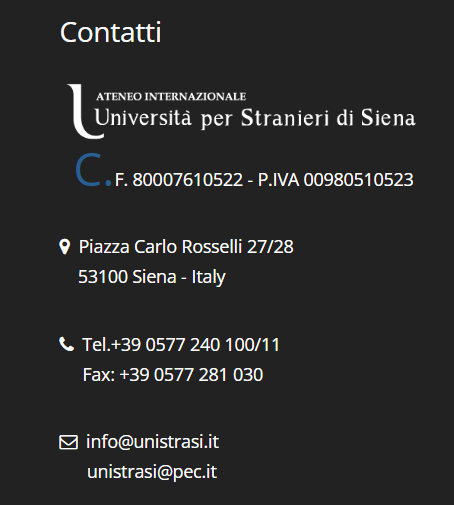 Contatti
ATENEO INTERNAZIONALE
Università per Stranieri di Siena
C.F. 80007610522 - P.IVA 00980510523
Piazza Carlo Rosselli 27/28
53100 Siena - Italy
Tel.+39 0577 240 100/11
Fax: +39 0577 281 030
info@unistrasi.it
unistrasi@pec.it